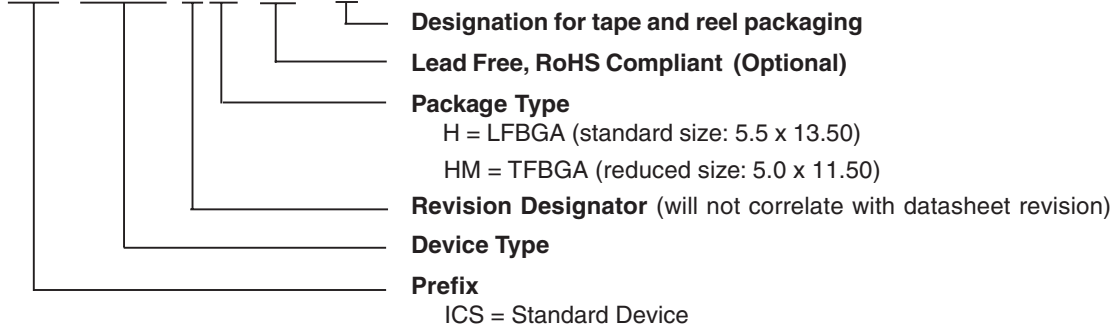 Designation for tape and reel packaging
Lead Free, RoHS Compliant (Optional)
Package Type
H = LFBGA (standard size: 5.5 x 13.50)
HM = TFBGA (reduced size: 5.0 x 11.50)
Revision Designator (will not correlate with datasheet revision)
Device Type
Prefix
ICS = Standard Device